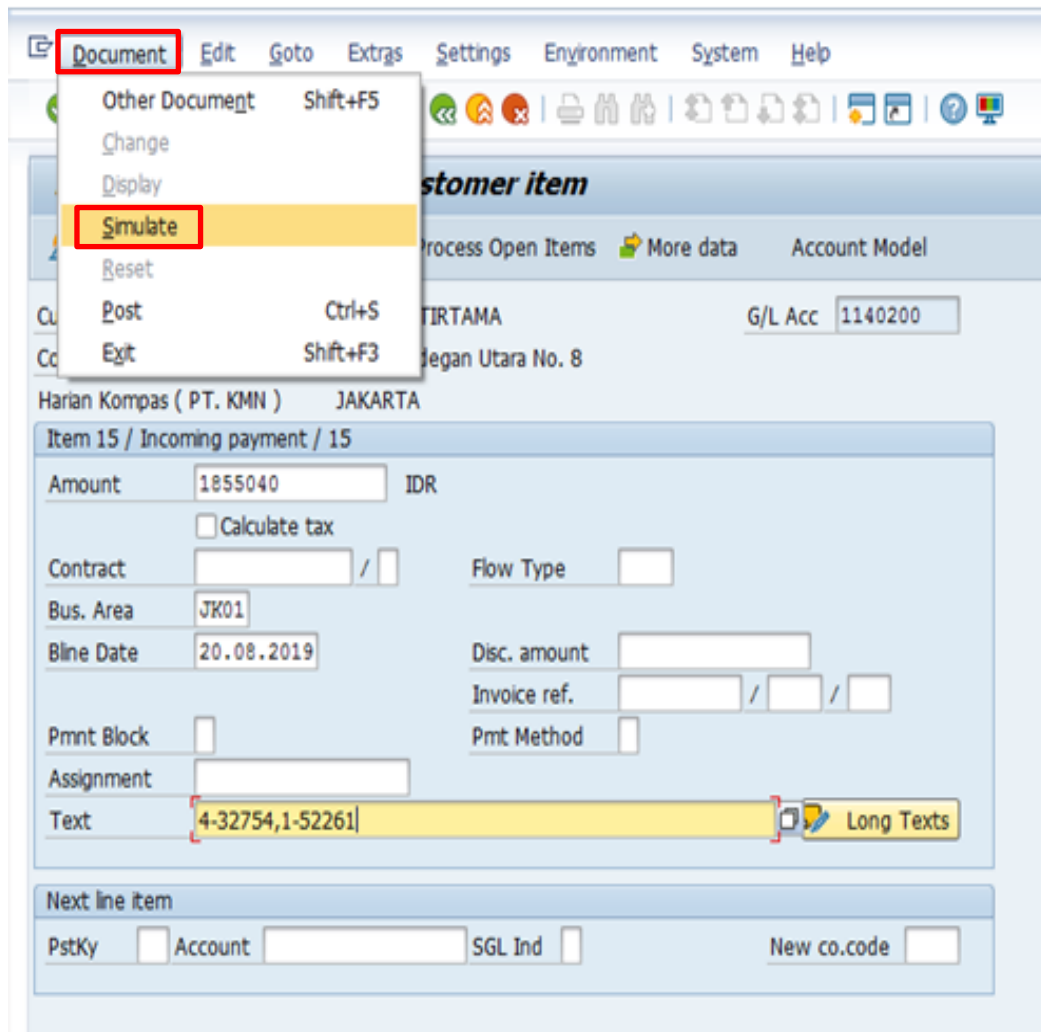 Document Edit Goto Extras Settings Environment System Help
Other Document Shift+F5
Change
Display
stomer item
Simulate
rocess Open Items More data Account Model
Reset
Post Ctrl+S
Cu TIRTAMA G/L Acc 1140200
Exit Shift+F3
Co degan Utara No. 8
Harian Kompas ( PT. KMN ) JAKARTA
Item 15 / Incoming payment / 15
Amount 1855040 IDR
Calculate tax
Contract / Flow Type
Bus. Area JK01
Bline Date 20.08.2019 Disc. amount
Invoice ref. / /
Pmnt Block Pmt Method
Assignment
Text 4-32754,1-52261 Long Texts
Next line item
PstKy Account SGL Ind New co.code